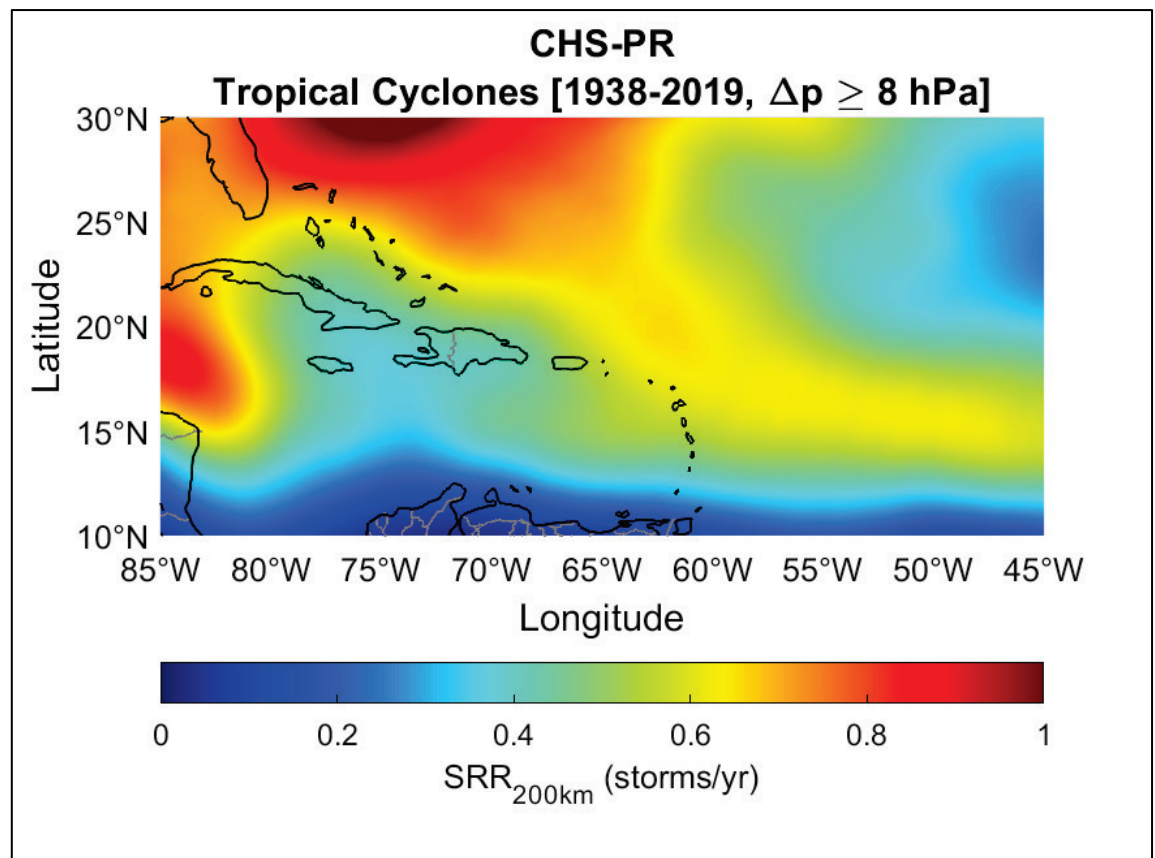 CHS-PR
Tropical Cyclones [1938-2019, Δp ≥ 8 hPa]
30°N
25°N
20°N
15°N
10°N
Latitude
85°W 80°W 75°W 70°W 65°W 60°W 55°W 50°W 45°W
Longitude
0 0.2 0.4 0.6 0.8 1
SRR200km (storms/yr)